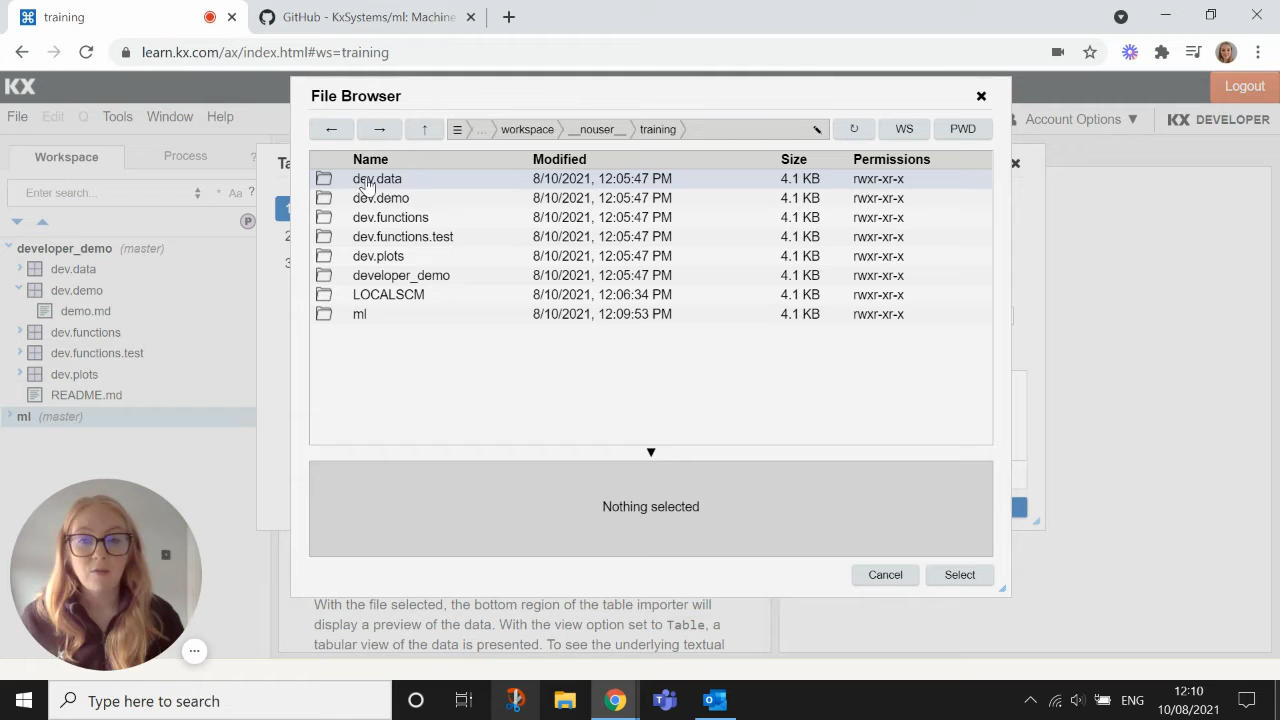 training
GitHub - KxSystems/ml: Machine
learn.kx.com/ax/index.html#ws=training
KX
Logout
File Edit Q Tools Window Help
Account Options ▼
KX DEVELOPER
Workspace
Process
?
Enter search...
* Aa ?
P
developer_demo (master)
dev.data
dev.demo
demo.md
dev.functions
dev.functions.test
dev.plots
README.md
ml (master)
Ta
1
2
3
File Browser
← → ↑
... workspace __nouser__ training
WS
PWD
Name Modified Size Permissions
dev.data 8/10/2021, 12:05:47 PM 4.1 KB rwxr-xr-x
dev.demo 8/10/2021, 12:05:47 PM 4.1 KB rwxr-xr-x
dev.functions 8/10/2021, 12:05:47 PM 4.1 KB rwxr-xr-x
dev.functions.test 8/10/2021, 12:05:47 PM 4.1 KB rwxr-xr-x
dev.plots 8/10/2021, 12:05:47 PM 4.1 KB rwxr-xr-x
developer_demo 8/10/2021, 12:05:47 PM 4.1 KB rwxr-xr-x
LOCALSCM 8/10/2021, 12:06:34 PM 4.1 KB rwxr-xr-x
ml 8/10/2021, 12:09:53 PM 4.1 KB rwxr-xr-x
Nothing selected
Cancel
Select
With the file selected, the bottom region of the table importer will
display a preview of the data. With the view option set to Table, a
tabular view of the data is presented. To see the underlying textual
Type here to search
ENG
12:10
10/08/2021